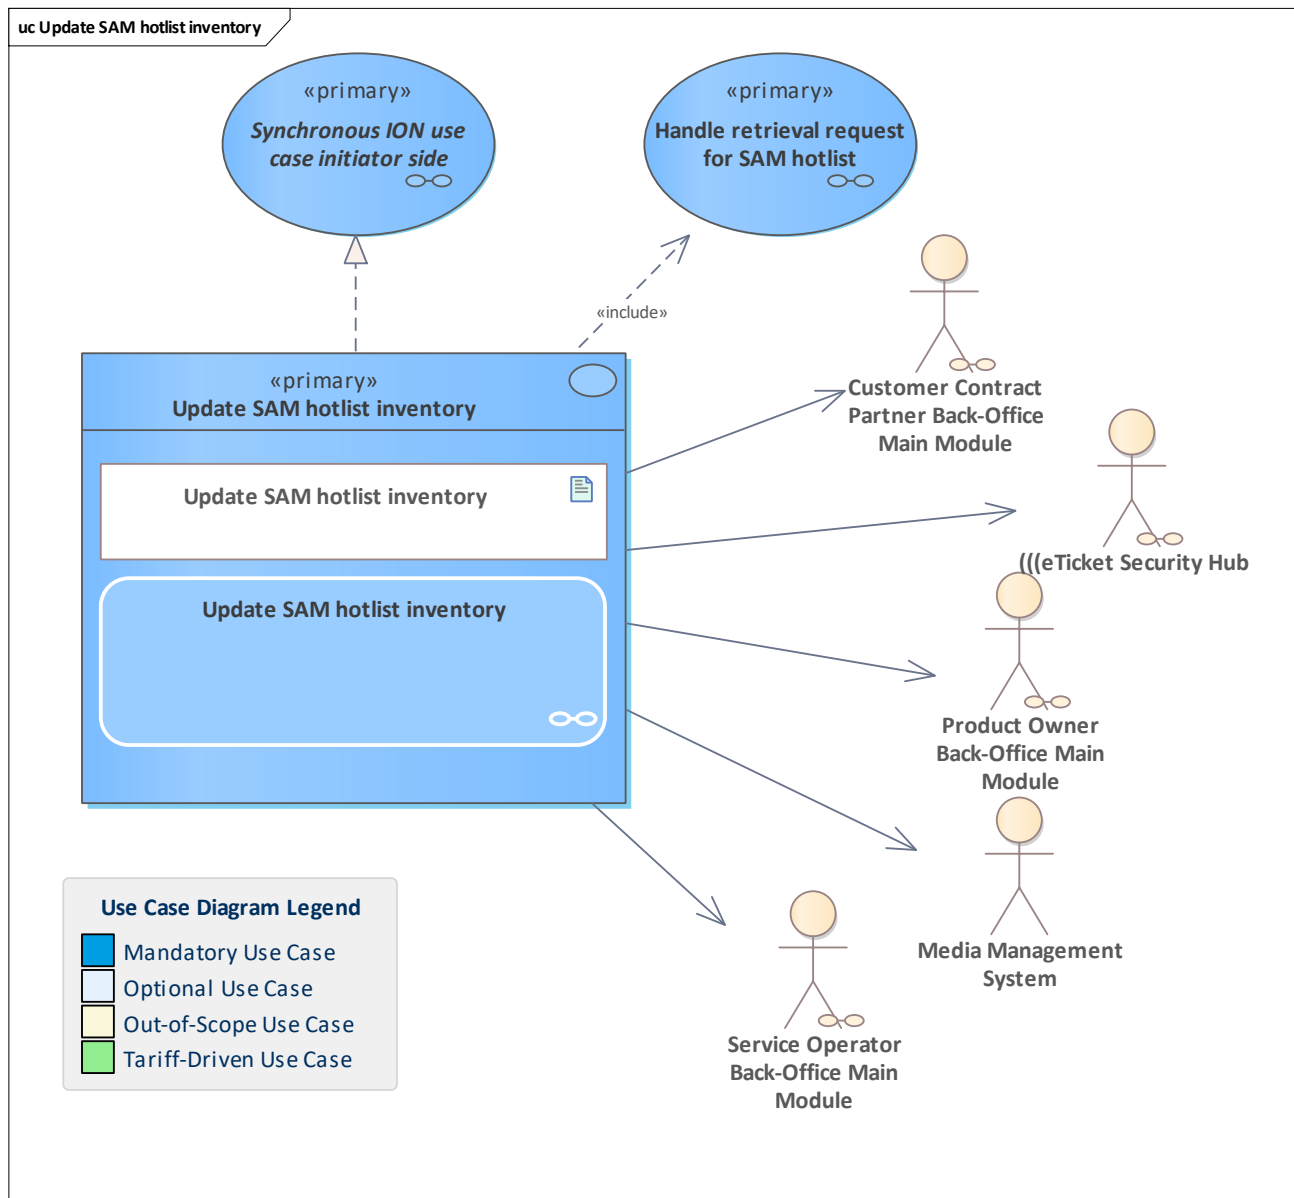 uc Update SAM hotlist inventory
«primary»
Synchronous ION use
case initiator side
«primary»
Handle retrieval request
for SAM hotlist
«include»
Customer Contract
Partner Back-Office
Main Module
«primary»
Update SAM hotlist inventory
Update SAM hotlist inventory
(((eTicket Security Hub
Update SAM hotlist inventory
Product Owner
Back-Office Main
Module
Media Management
System
Service Operator
Back-Office Main
Module
Use Case Diagram Legend
Mandatory Use Case
Optional Use Case
Out-of-Scope Use Case
Tariff-Driven Use Case